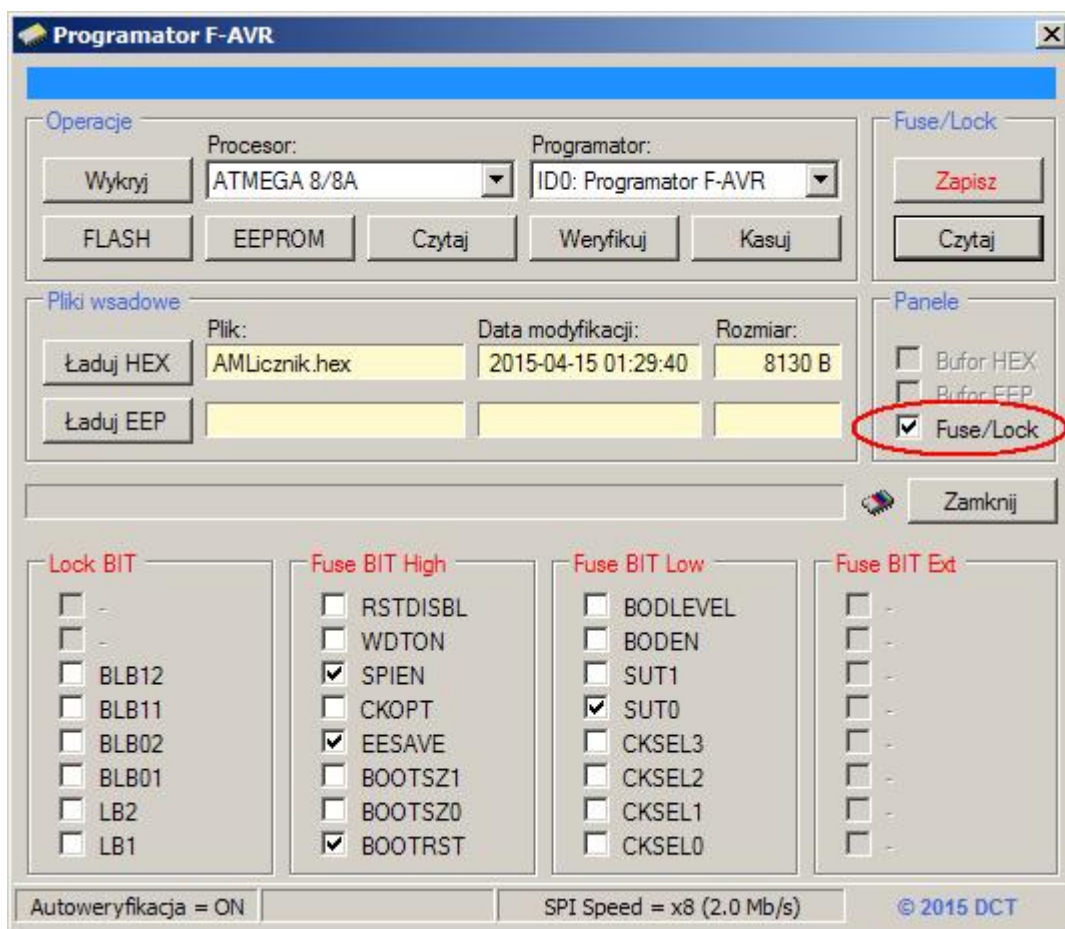 Programator F-AVR
Operacje
Fuse/Lock
Procesor:
Programator:
Wykryj
ATMEGA 8/8A
ID0: Programator F-AVR
Zapisz
FLASH
EEPROM
Czytaj
Weryfikuj
Kasuj
Czytaj
Pliki wsadowe
Panele
Plik:
Data modyfikacji:
Rozmiar:
Ładuj HEX
AMLicznik.hex
2015-04-15 01:29:40
8130 B
Bufor HEX
Bufor EEP
Ładuj EEP
Fuse/Lock
Zamknij
Lock BIT
-
-
BLB12
BLB11
BLB02
BLB01
LB2
LB1
Fuse BIT High
RSTDISBL
WDTON
SPIEN
CKOPT
EESAVE
BOOTSZ1
BOOTSZ0
BOOTRST
Fuse BIT Low
BODLEVEL
BODEN
SUT1
SUT0
CKSEL3
CKSEL2
CKSEL1
CKSEL0
Fuse BIT Ext
-
-
-
-
-
-
-
-
Autoweryfikacja = ON
SPI Speed = x8 (2.0 Mb/s)
© 2015 DCT